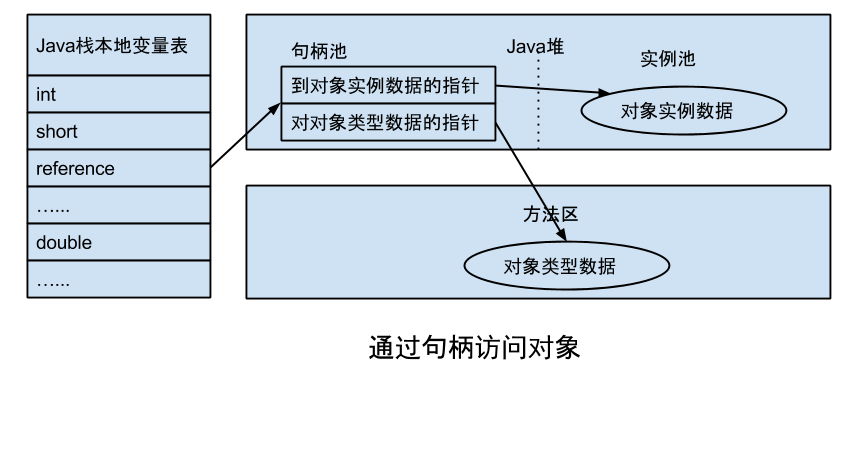 Java栈本地变量表
int
short
reference
…...
double
…...
句柄池
到对象实例数据的指针
对对象类型数据的指针
Java堆
实例池
对象实例数据
方法区
对象类型数据
通过句柄访问对象